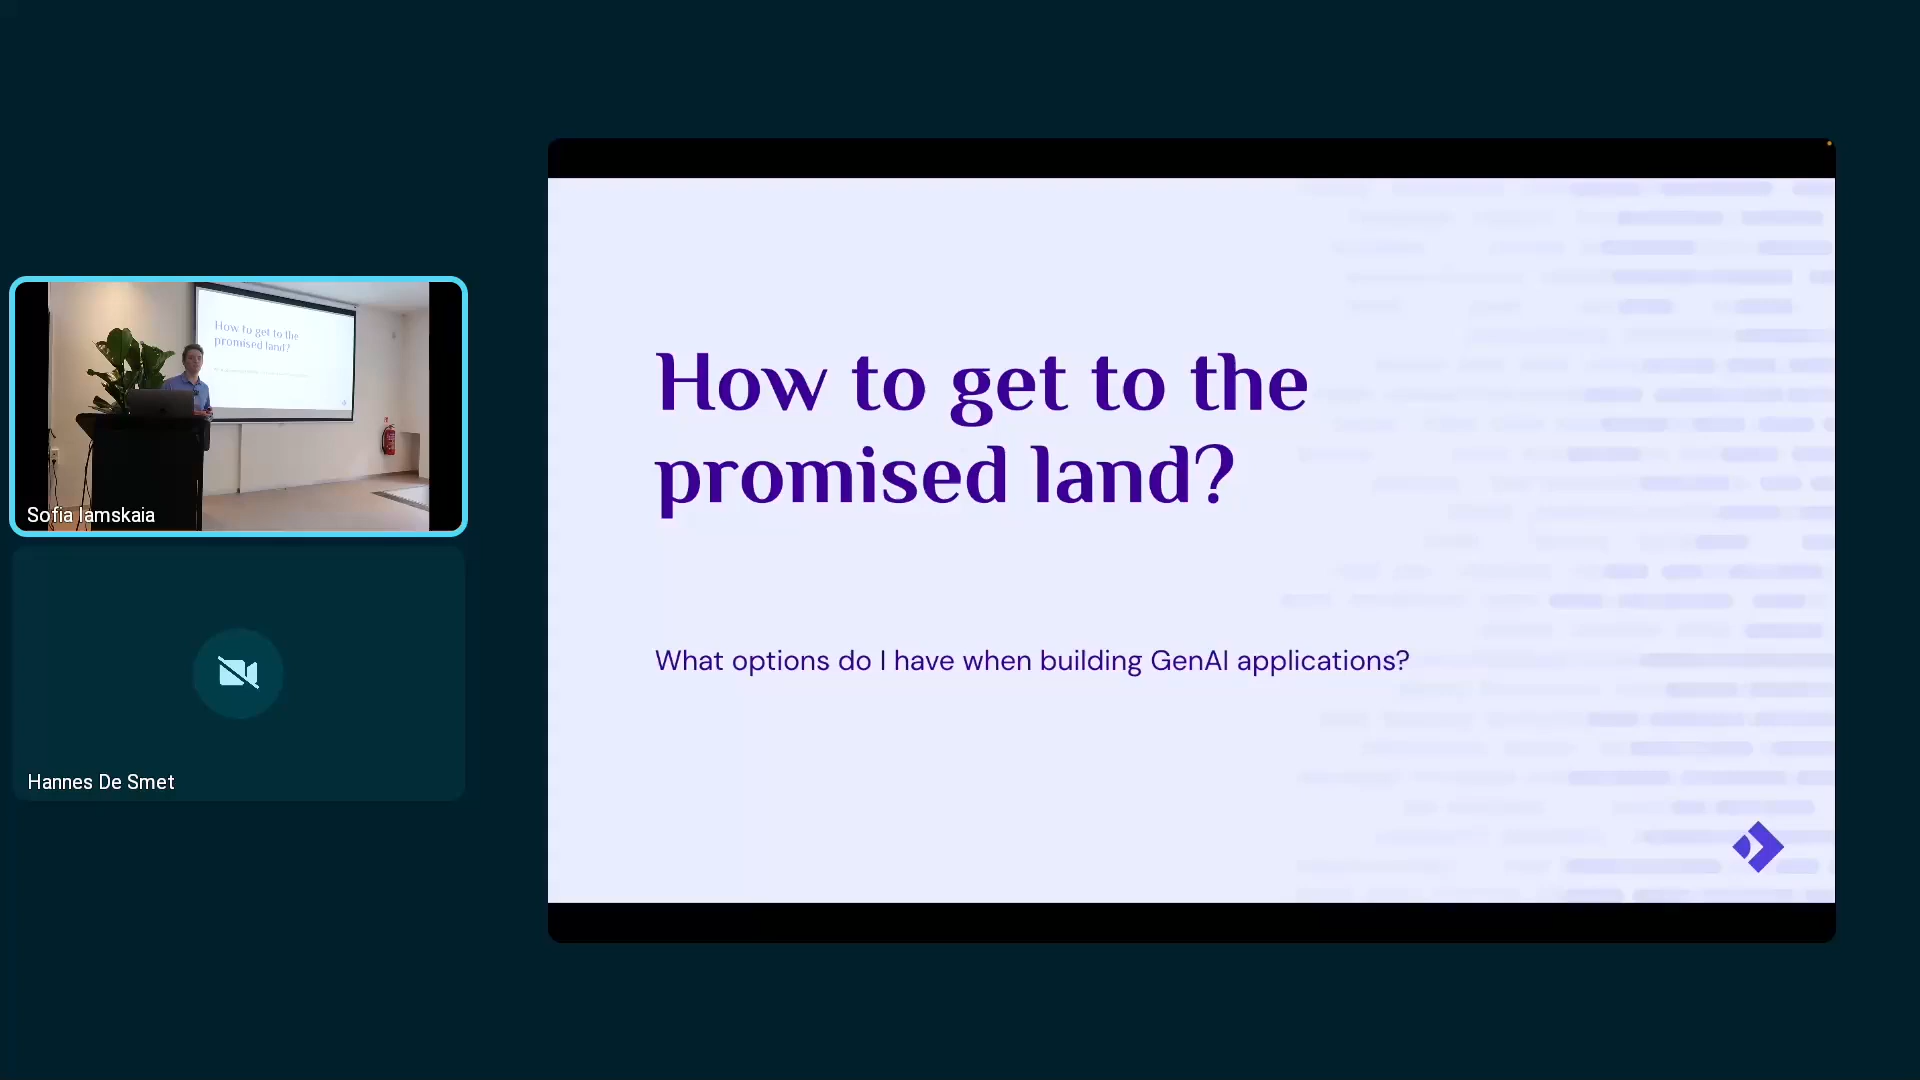 How to get to the
promised land?
Sofia Iamskaia
Hannes De Smet
How to get to the
promised land?
What options do I have when building GenAI applications?